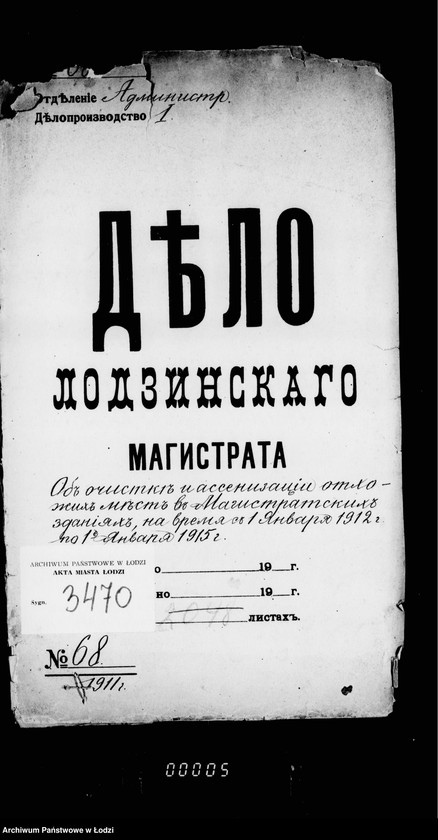 Отдѣленіе Администр.
Дѣлопроизводство I.
ДѢЛО
ЛОДЗИНСКАГО
МАГИСТРАТА
Объ очисткѣ и ассенизаціи отхо-
жихъ мѣстъ въ Магистратскихъ
зданіяхъ, на время съ 1 Января 1912 г.
по 1е Января 1915 г.
ARCHIWUM PAŃSTWOWE W ŁODZI
AKTA MIASTA ŁODZI
Sygn. 3470
о 19 г.
но 19 г.
листахъ.
№ 68
1911 г.
00005
Archiwum Państwowe w Łodzi